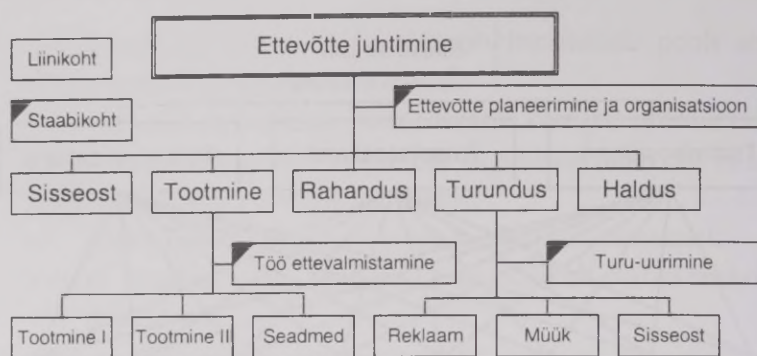 Ettevõtte juhtimine
Liinikoht
Staabikoht
Ettevõtte planeerimine ja organisatsioon
Sisseost
Tootmine
Rahandus
Turundus
Haldus
Töö ettevalmistamine
Turu-uurimine
Tootmine I
Tootmine II
Seadmed
Reklaam
Müük
Sisseost